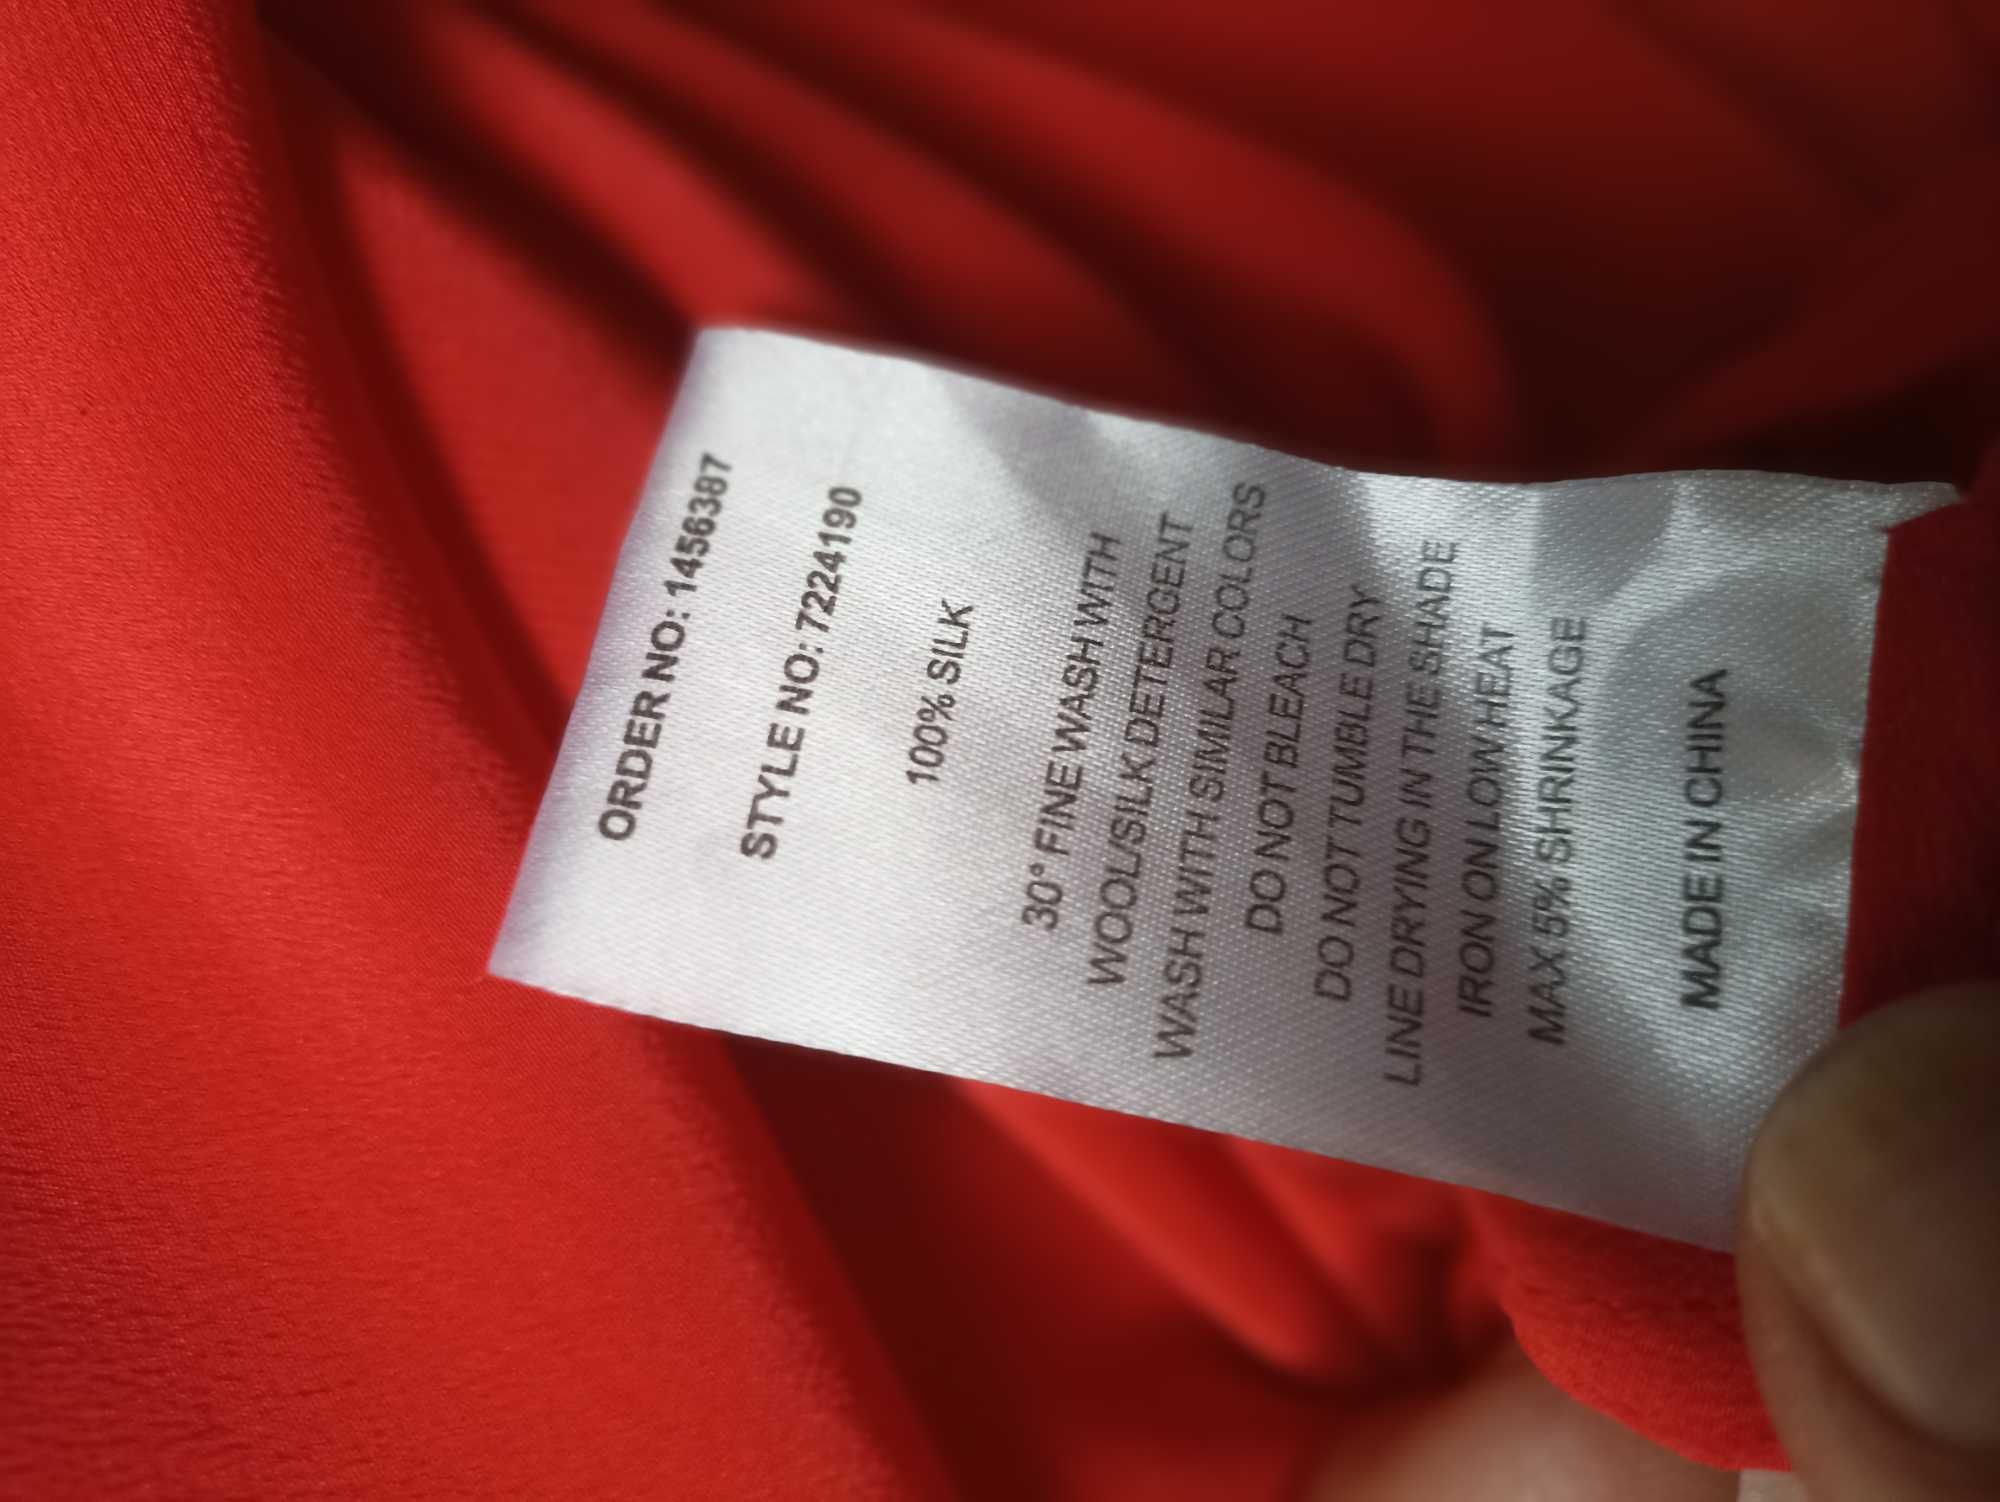 ORDER NO: 1456387
STYLE NO: 7224190
100% SILK
30° FINE WASH WITH
WOOL/SILK DETERGENT
WASH WITH SIMILAR COLORS
DO NOT BLEACH
DO NOT TUMBLE DRY
LINE DRYING IN THE SHADE
IRON ON LOW HEAT
MAX 5% SHRINKAGE
MADE IN CHINA